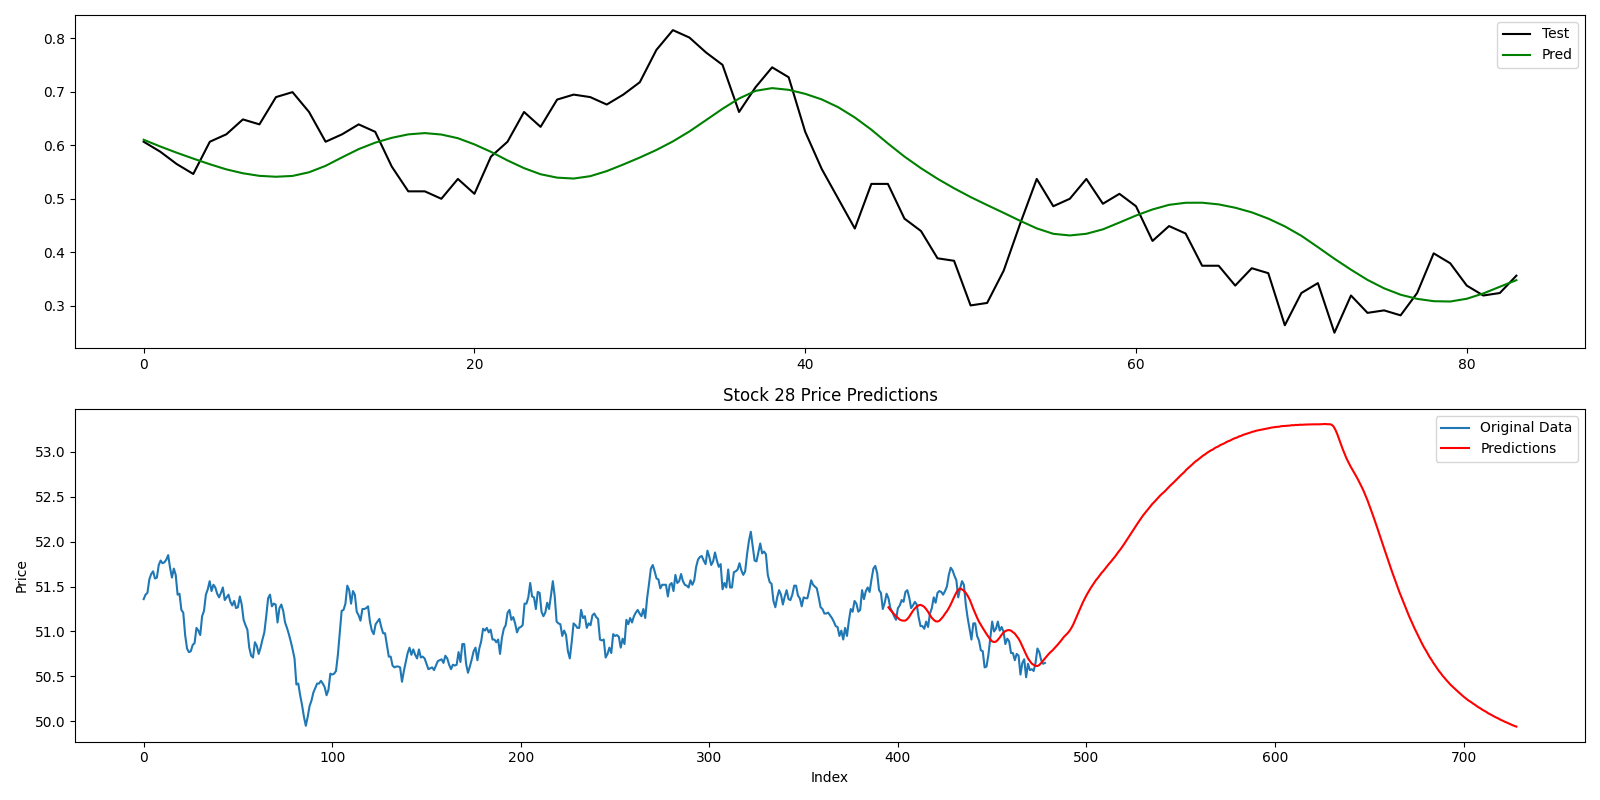 0.8
0.7
0.6
0.5
0.4
0.3
Test
Pred
0 20 40 60 80
Stock 28 Price Predictions
Original Data
Predictions
53.0
52.5
52.0
51.5
51.0
50.5
50.0
Price
0 100 200 300 400 500 600 700
Index